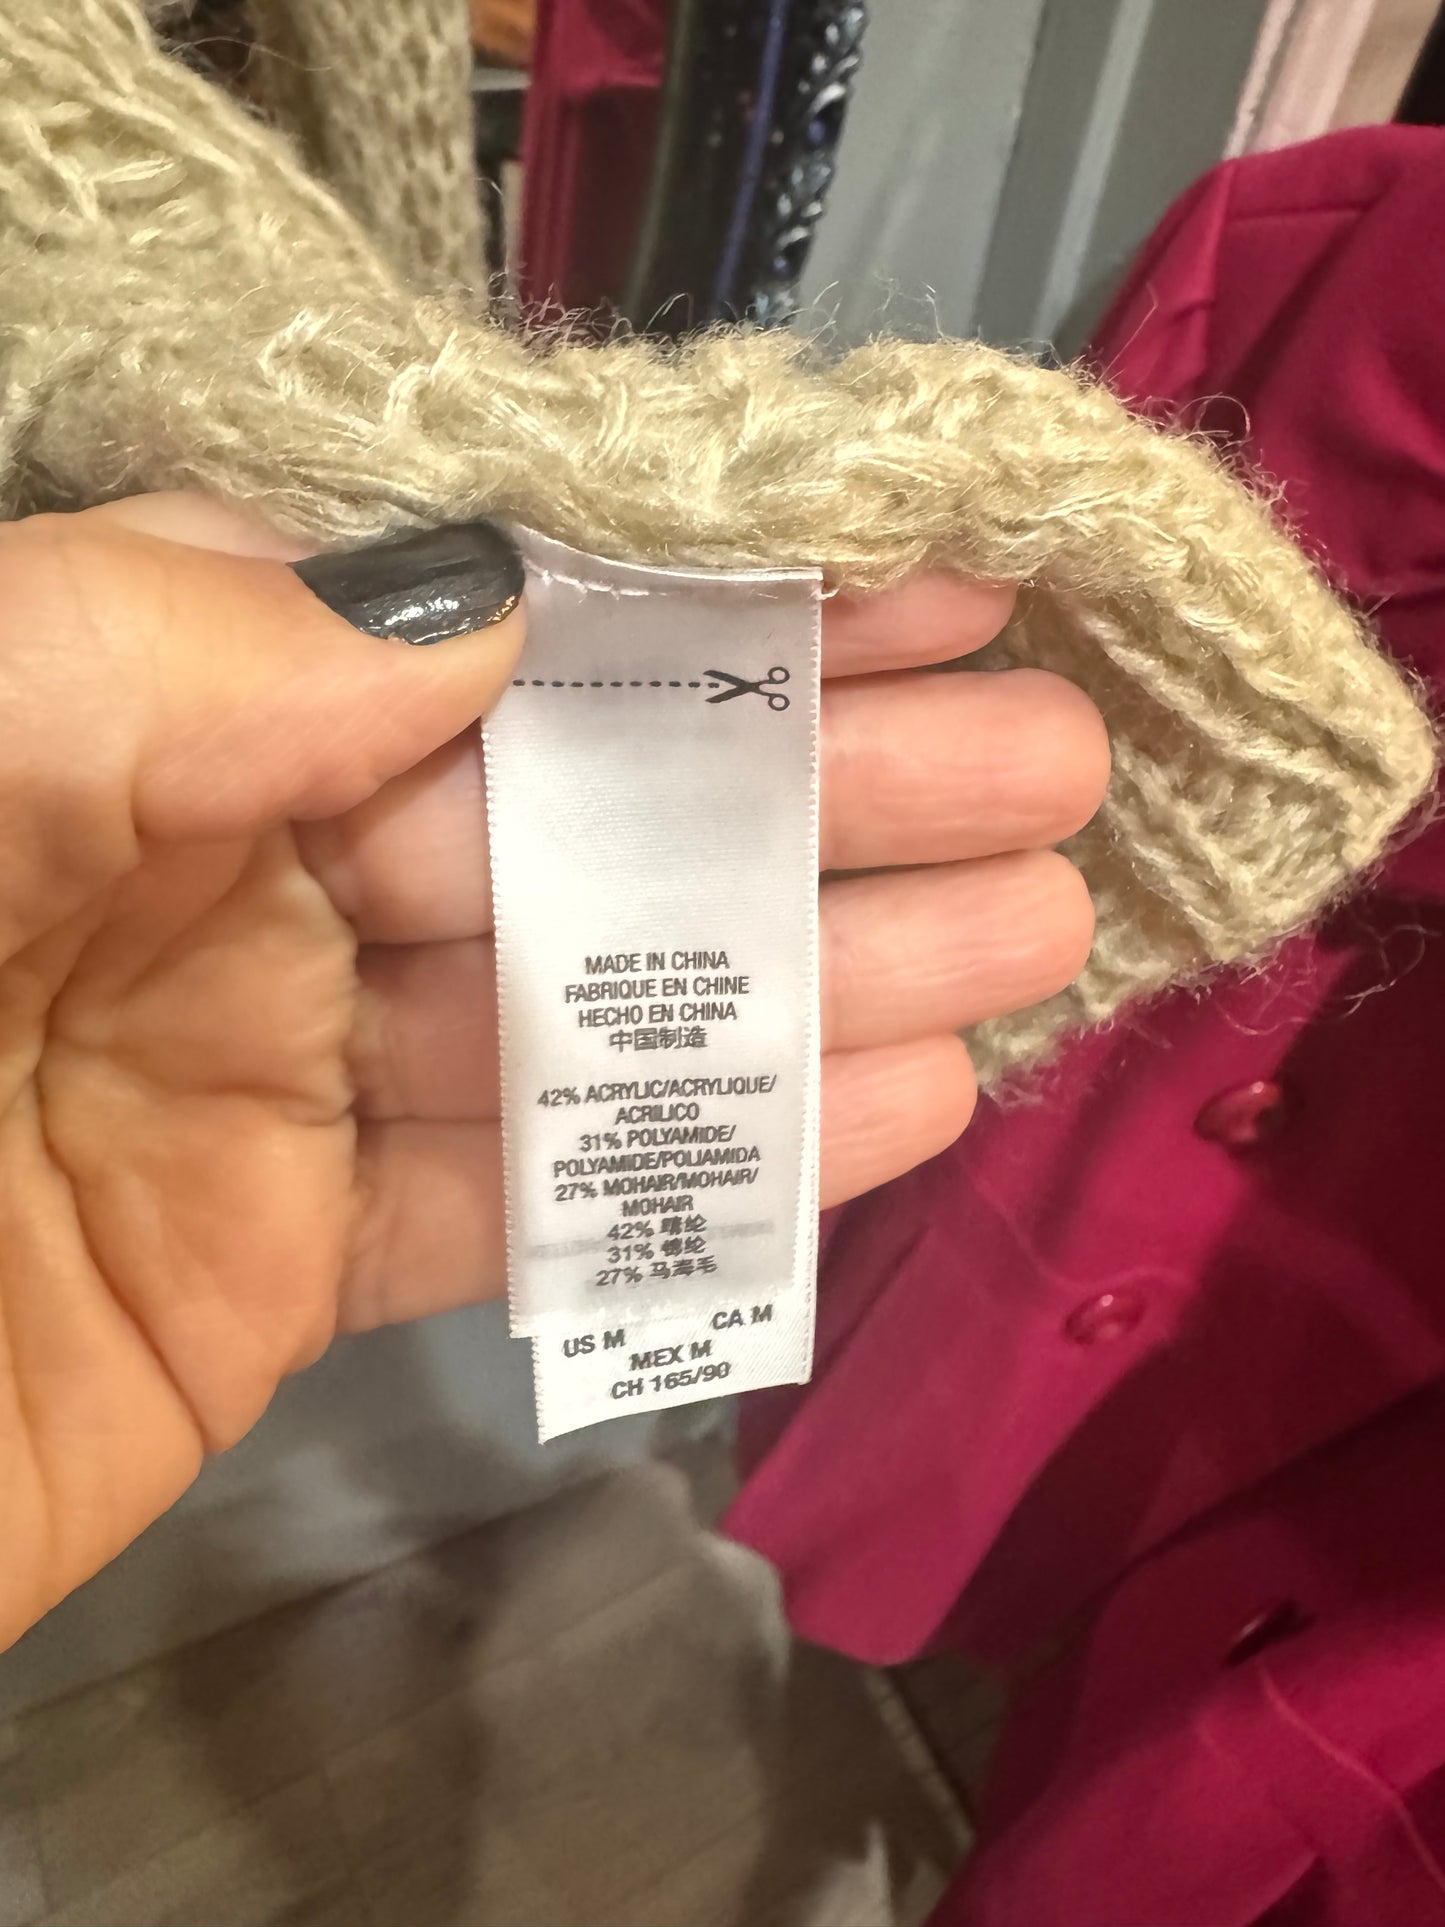 MADE IN CHINA
FABRIQUE EN CHINE
HECHO EN CHINA
中国制造
42% ACRYLIC/ACRYLIQUE/
ACRILICO
31% POLYAMIDE/
POLYAMIDE/POLIAMIDA
27% MOHAIR/MOHAIR/
MOHAIR
42% 腈纶
31% 锦纶
27% 马海毛
US M CA M
MEX M
CH 165/90